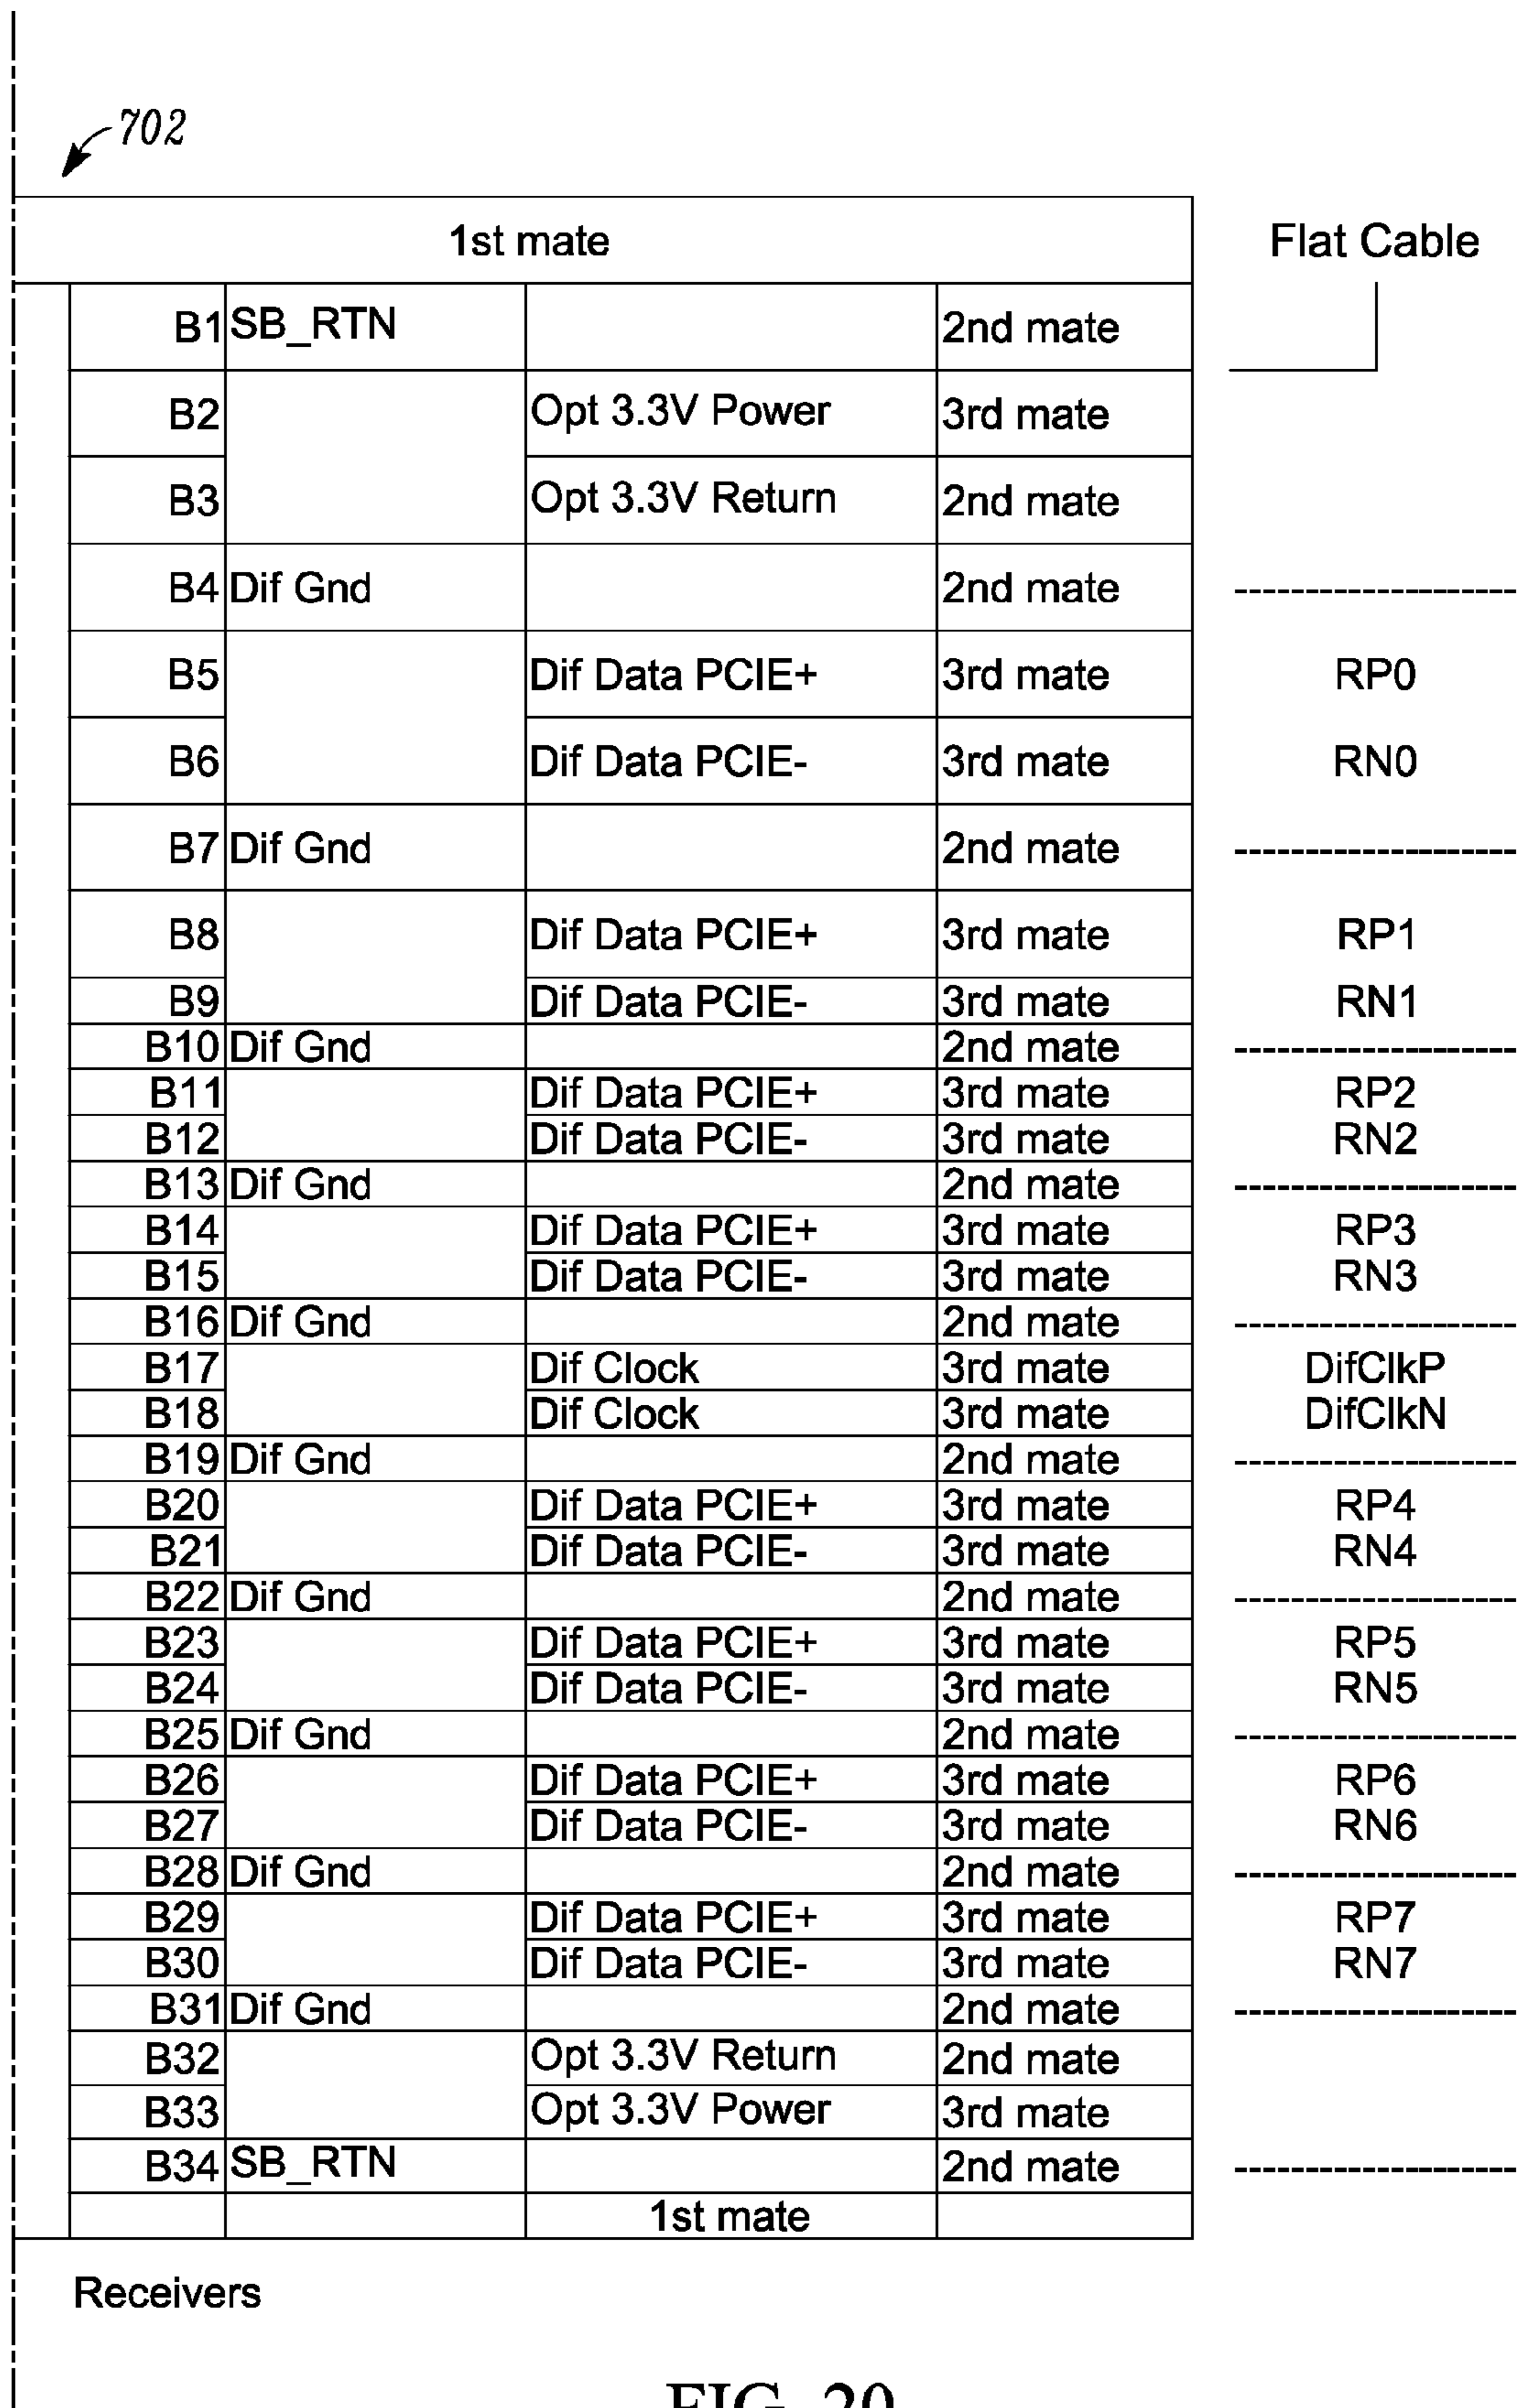 702
1st mate Flat Cable
B1 SB_RTN 2nd mate
B2 Opt 3.3V Power 3rd mate
B3 Opt 3.3V Return 2nd mate
B4 Dif Gnd 2nd mate
B5 Dif Data PCIE+ 3rd mate RP0
B6 Dif Data PCIE- 3rd mate RN0
B7 Dif Gnd 2nd mate
B8 Dif Data PCIE+ 3rd mate RP1
B9 Dif Data PCIE- 3rd mate RN1
B10 Dif Gnd 2nd mate
B11 Dif Data PCIE+ 3rd mate RP2
B12 Dif Data PCIE- 3rd mate RN2
B13 Dif Gnd 2nd mate
B14 Dif Data PCIE+ 3rd mate RP3
B15 Dif Data PCIE- 3rd mate RN3
B16 Dif Gnd 2nd mate
B17 Dif Clock 3rd mate DifClkP
B18 Dif Clock 3rd mate DifClkN
B19 Dif Gnd 2nd mate
B20 Dif Data PCIE+ 3rd mate RP4
B21 Dif Data PCIE- 3rd mate RN4
B22 Dif Gnd 2nd mate
B23 Dif Data PCIE+ 3rd mate RP5
B24 Dif Data PCIE- 3rd mate RN5
B25 Dif Gnd 2nd mate
B26 Dif Data PCIE+ 3rd mate RP6
B27 Dif Data PCIE- 3rd mate RN6
B28 Dif Gnd 2nd mate
B29 Dif Data PCIE+ 3rd mate RP7
B30 Dif Data PCIE- 3rd mate RN7
B31 Dif Gnd 2nd mate
B32 Opt 3.3V Return 2nd mate
B33 Opt 3.3V Power 3rd mate
B34 SB_RTN 2nd mate
1st mate
Receivers
FIG. 20